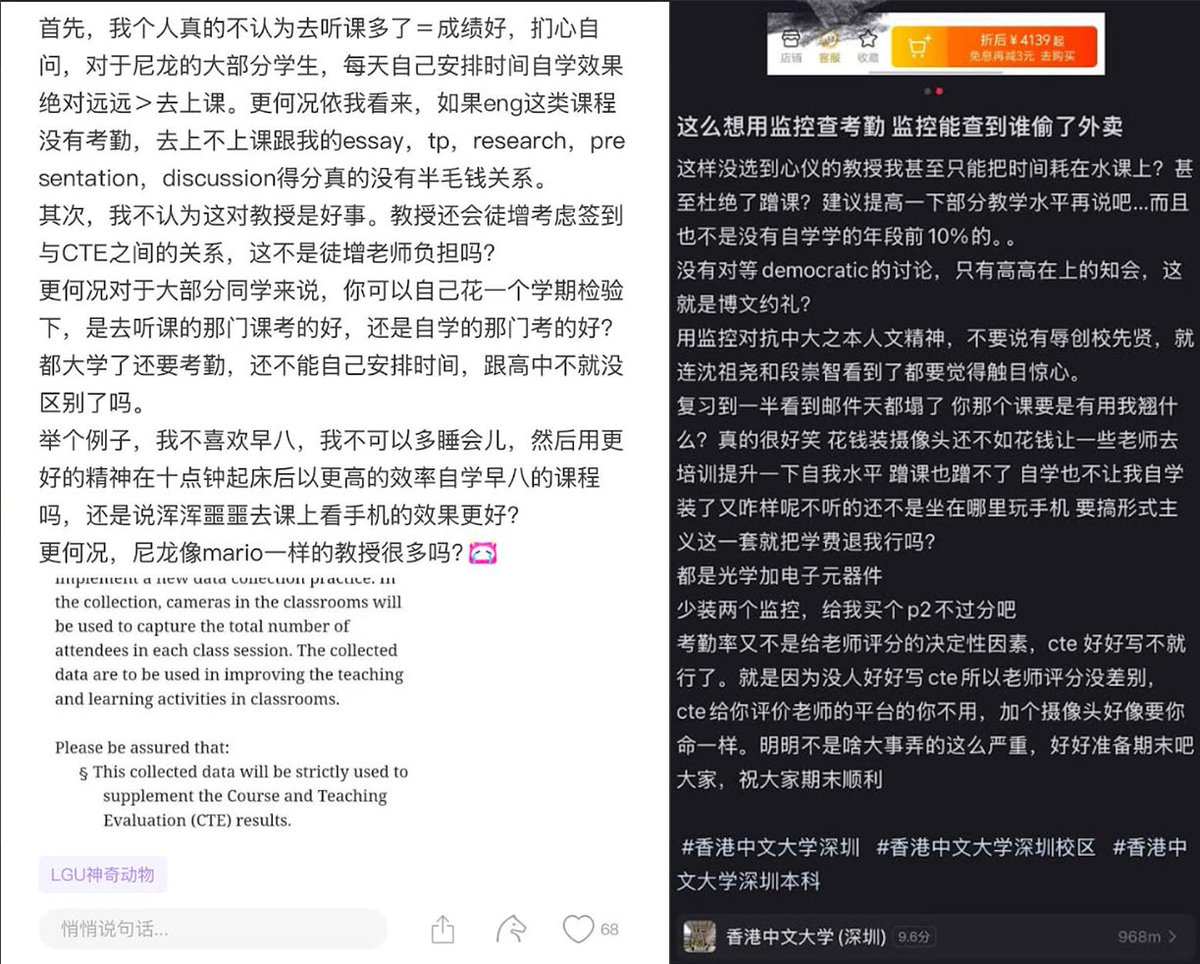 首先，我个人真的不认为去听课多了＝成绩好，扪心自
问，对于尼龙的大部分学生，每天自己安排时间自学效果
绝对远远＞去上课。更何况依我看来，如果eng这类课程
没有考勤，去上不上课跟我的essay，tp，research，pre
sentation，discussion得分真的没有半毛钱关系。
其次，我不认为这对教授是好事。教授还会徒增考虑签到
与CTE之间的关系，这不是徒增老师负担吗？
更何况对于大部分同学来说，你可以自己花一个学期检验
下，是去听课的那门课考的好，还是自学的那门考的好？
都大学了还要考勤，还不能自己安排时间，跟高中不就没
区别了吗。
举个例子，我不喜欢早八，我不可以多睡会儿，然后用更
好的精神在十点钟起床后以更高的效率自学早八的课程
吗，还是说浑浑噩噩去课上看手机的效果更好？
更何况，尼龙像mario一样的教授很多吗？
implement a new data collection practice. In
the collection, cameras in the classrooms will
be used to capture the total number of
attendees in each class session. The collected
data are to be used in improving the teaching
and learning activities in classrooms.
Please be assured that:
§ This collected data will be strictly used to
supplement the Course and Teaching
Evaluation (CTE) results.
LGU神奇动物
悄悄说句话...
68
店铺
客服
收藏
折后￥4139起
免息再减3元 去购买
这么想用监控查考勤 监控能查到谁偷了外卖
这样没选到心仪的教授我甚至只能把时间耗在水课上？甚
至杜绝了蹭课？建议提高一下部分教学水平再说吧...而且
也不是没有自学学的年段前10%的。。
没有对等democratic的讨论，只有高高在上的知会，这
就是博文约礼？
用监控对抗中大之本人文精神，不要说有辱创校先贤，就
连沈祖尧和段崇智看到了都要觉得触目惊心。
复习到一半看到邮件天都塌了 你那个课要是有用我翘什
么？真的很好笑 花钱装摄像头还不如花钱让一些老师去
培训提升一下自我水平 蹭课也蹭不了 自学也不让我自学
装了又咋样呢不听的还不是坐在哪里玩手机 要搞形式主
义这一套就把学费退我行吗？
都是光学加电子元器件
少装两个监控，给我买个p2不过分吧
考勤率又不是给老师评分的决定性因素，cte 好好写不就
行了。就是因为没人好好写cte所以老师评分没差别，
cte给你评价老师的平台的你不用，加个摄像头好像要你
命一样。明明不是啥大事弄的这么严重，好好准备期末吧
大家，祝大家期末顺利
#香港中文大学深圳 #香港中文大学深圳校区 #香港中
文大学深圳本科
香港中文大学(深圳) 9.6分
968m